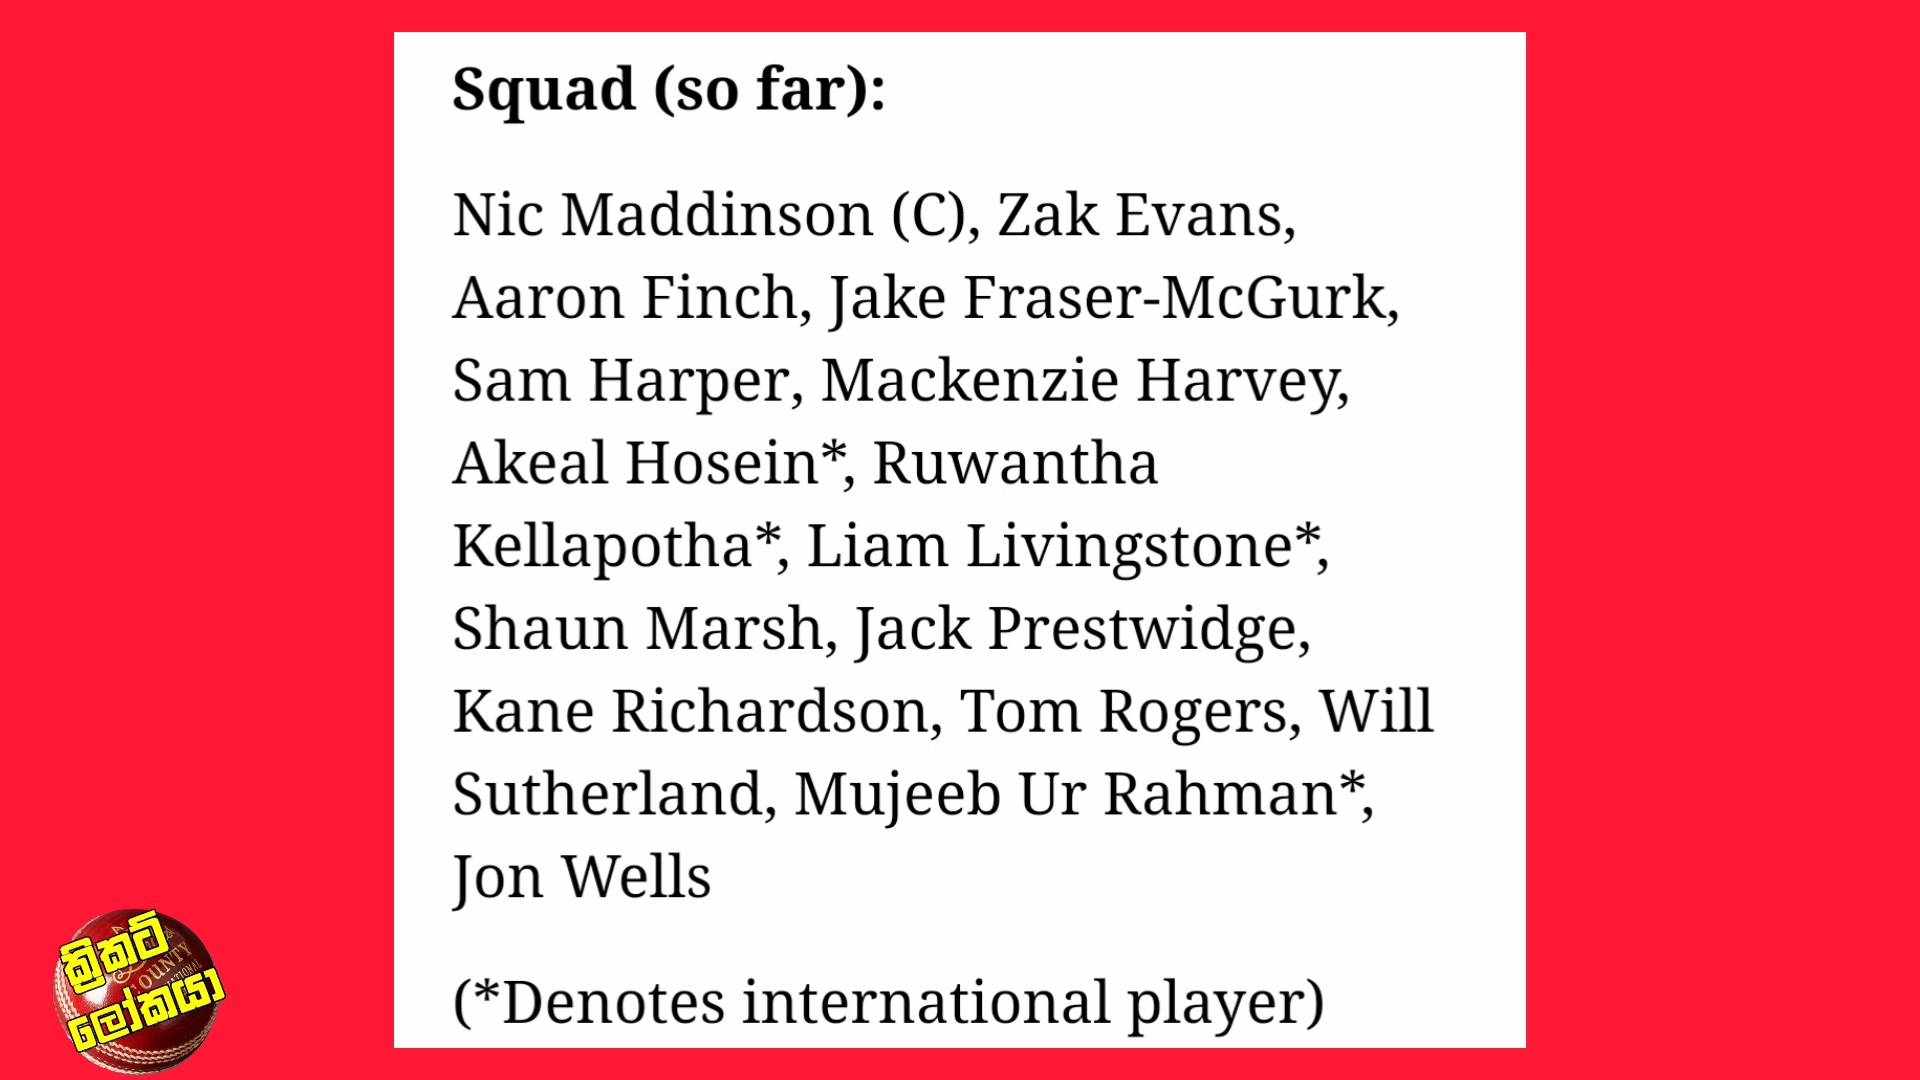 Squad (so far):
Nic Maddinson (C), Zak Evans,
Aaron Finch, Jake Fraser-McGurk,
Sam Harper, Mackenzie Harvey,
Akeal Hosein*, Ruwantha
Kellapotha*, Liam Livingstone*,
Shaun Marsh, Jack Prestwidge,
Kane Richardson, Tom Rogers, Will
Sutherland, Mujeeb Ur Rahman*,
Jon Wells
(*Denotes international player)
ක්‍රිකට්
COUNTY
ලෝකයා